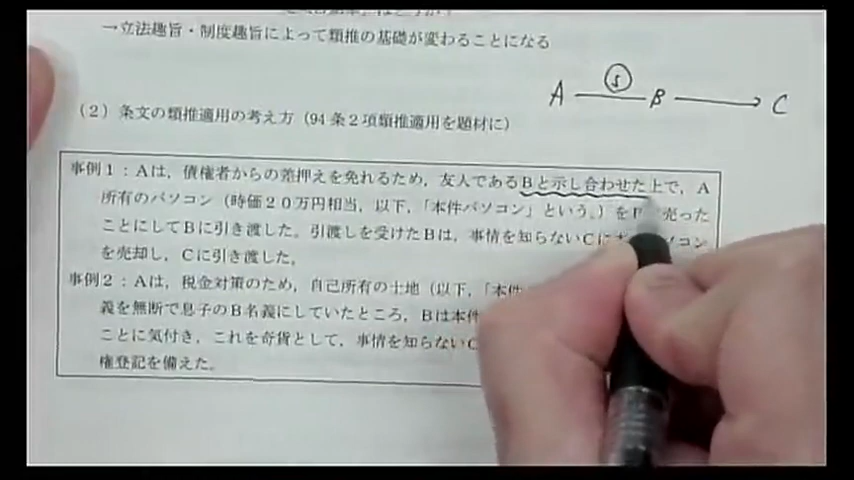 →立法趣旨・制度趣旨によって類推の基礎が変わることになる
A ⓢ B → C
(2)条文の類推適用の考え方(94条2項類推適用を題材に)
事例1:Aは,債権者からの差押えを免れるため,友人であるBと示し合わせた上で,A
所有のパソコン(時価20万円相当,以下,「本件パソコン」という。)を 売った
ことにしてBに引き渡した。引渡しを受けたBは,事情を知らないCに ソコン
を売却し,Cに引き渡した。
事例2:Aは,税金対策のため,自己所有の土地(以下,「本件
義を無断で息子のB名義にしていたところ,Bは本件
ことに気付き,これを奇貨として,事情を知らない
権登記を備えた。